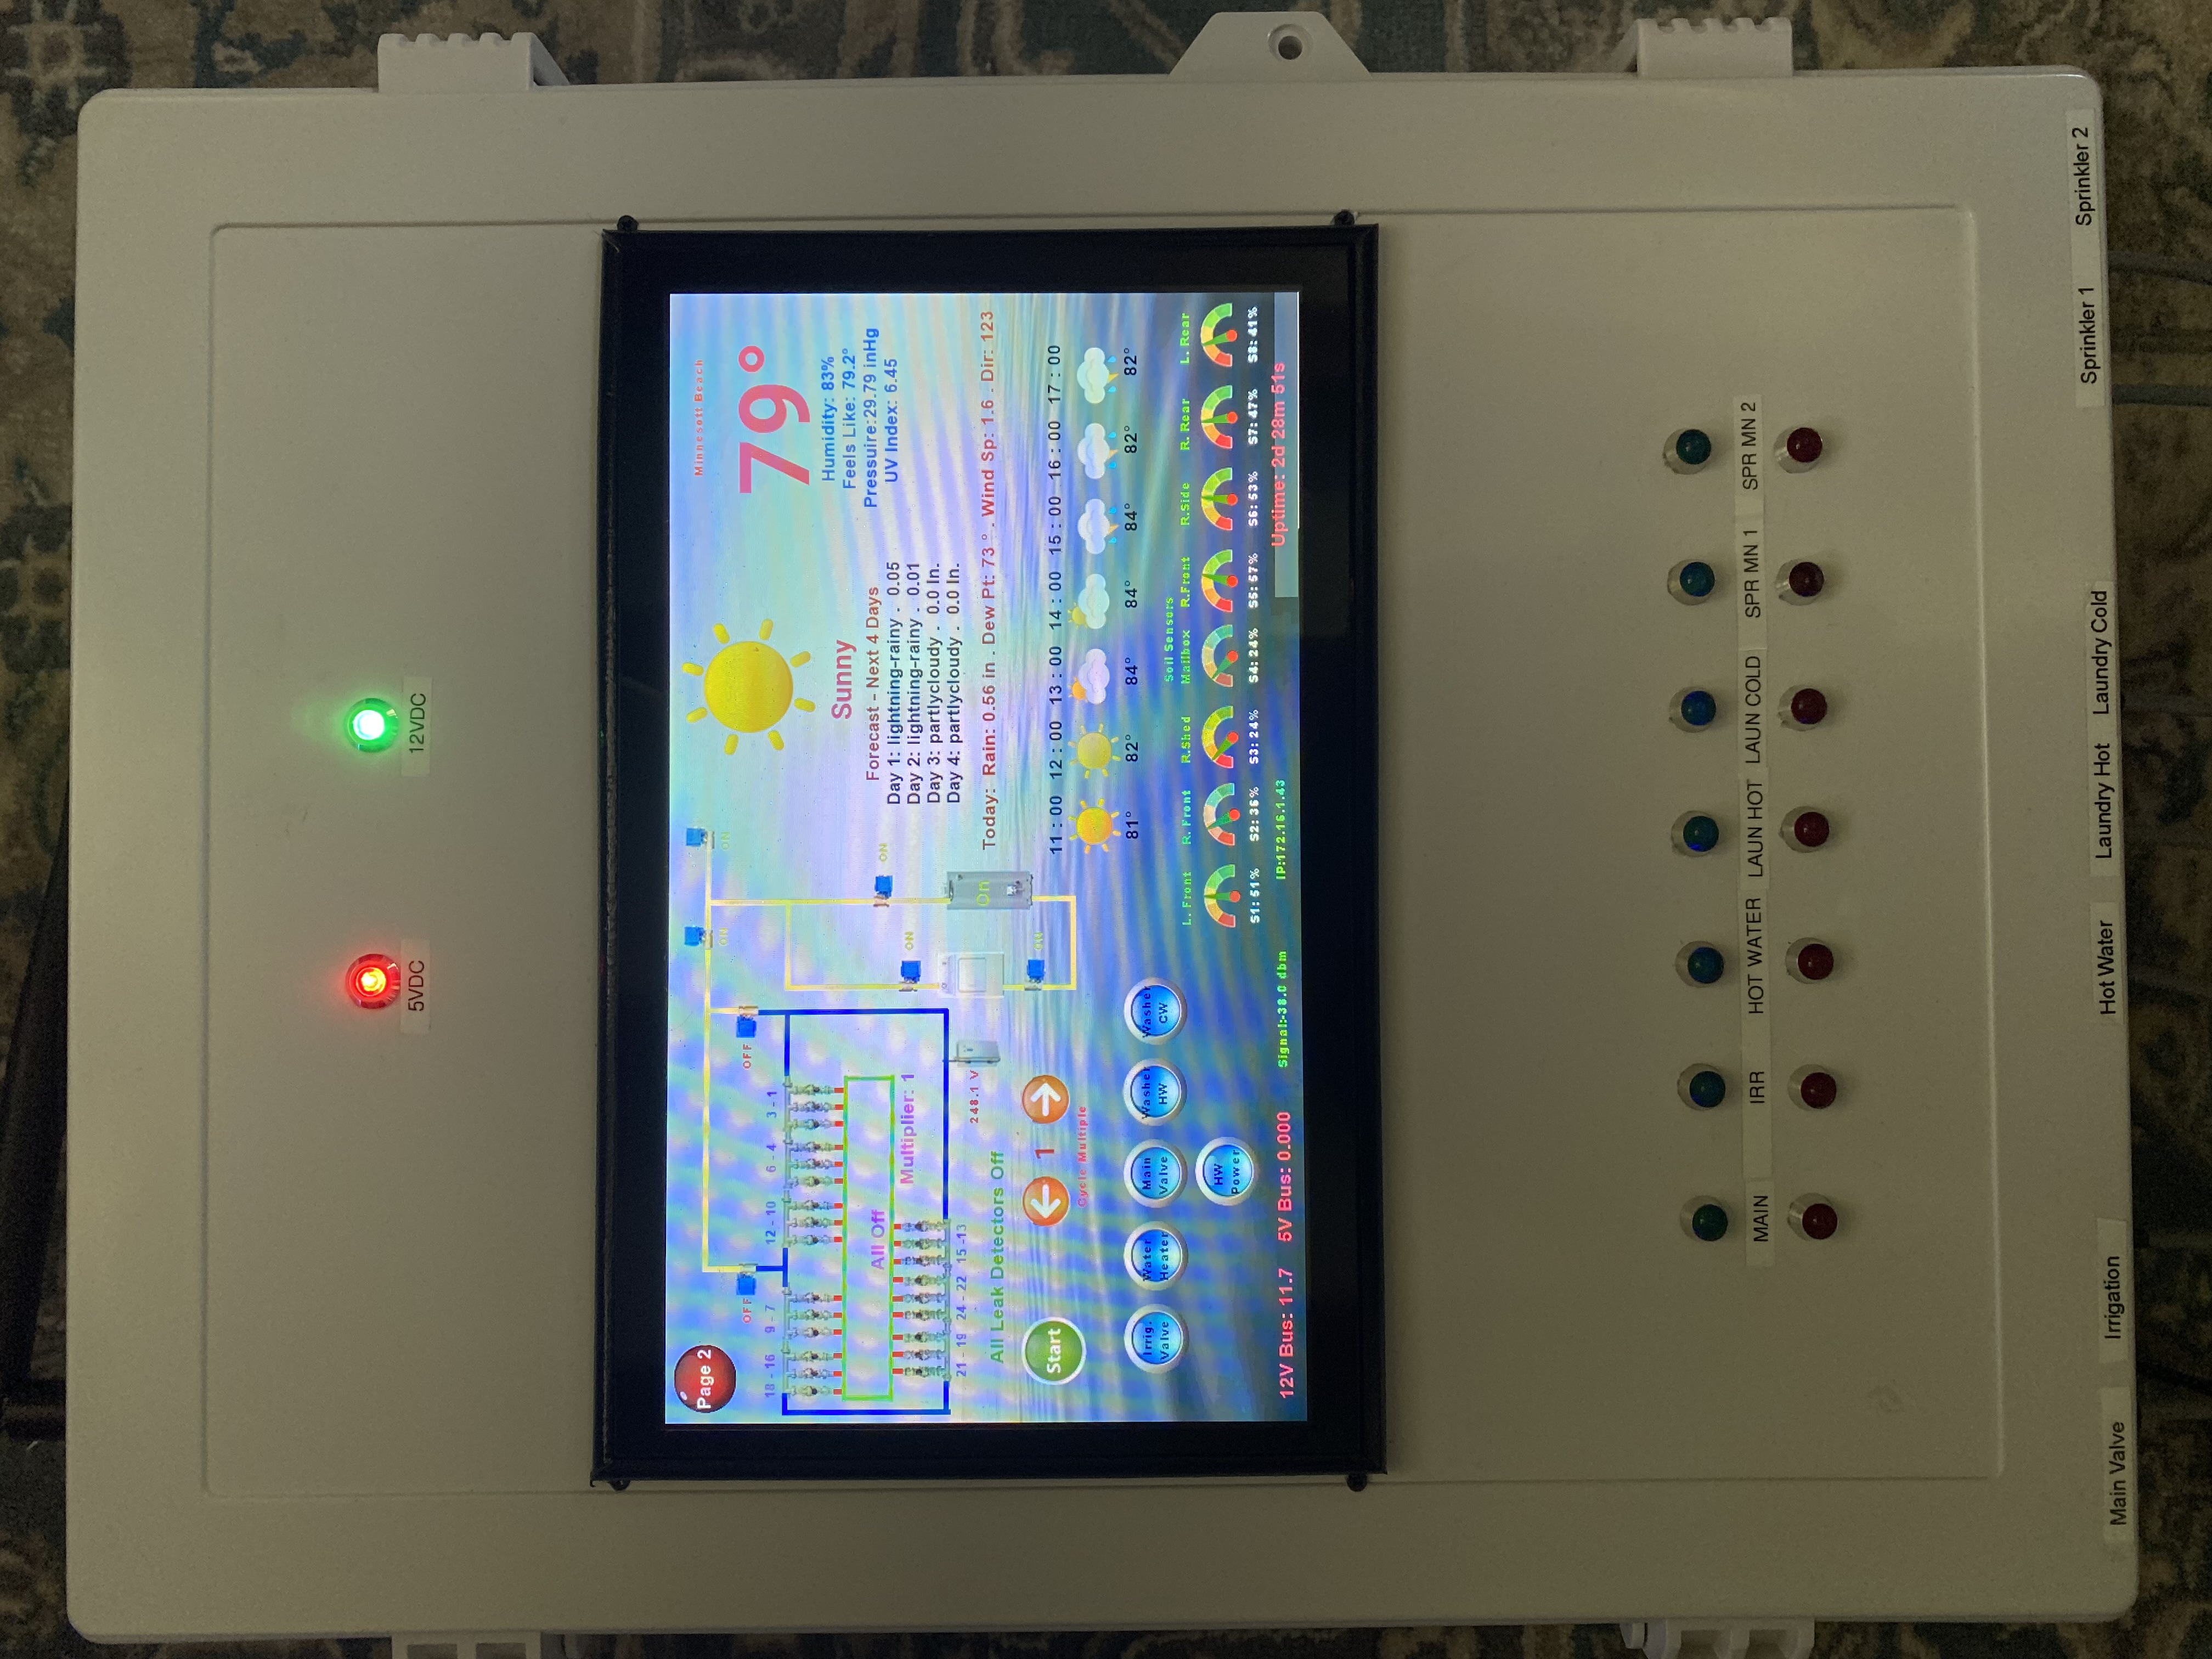 5VDC
12VDC
Page 2
ON
ON
Minnesott Beach
79°
OFF
OFF
18 - 16
9 - 7
12 - 10
6 - 4
3 - 1
Sunny
Humidity: 83%
Feels Like: 79.2°
Pressuire:29.79 inHg
UV Index: 6.45
Forecast - Next 4 Days
Day 1: lightning-rainy . 0.05
Day 2: lightning-rainy . 0.01
Day 3: partlycloudy . 0.0 In.
Day 4: partlycloudy . 0.0 In.
All Off
ON
Multiplier: 1
ON
21 - 19
24 - 22
15 -13
248.1 V
On
Today: Rain: 0.56 in . Dew Pt: 73 ° . Wind Sp: 1.6 . Dir: 123
All Leak Detectors Off
Start
1
Cycle Multiple
ON
11 : 00 12 : 00 13 : 00 14 : 00 15 : 00 16 : 00 17 : 00
81° 82° 84° 84° 84° 82° 82°
Irrig. Valve
Water Heater
Main Valve
Washer HW
Washer CW
HW Power
Soil Sensors
L. Front R. Front R.Shed Mailbox R.Front R.Side R. Rear L. Rear
S1: 51% S2: 36% S3: 24% S4: 24% S5: 57% S6: 53% S7: 47% S8: 41%
12V Bus: 11.7 5V Bus: 0.000 Signal:-38.0 dbm IP:172.16.1.43 Uptime: 2d 28m 51s
MAIN IRR HOT WATER LAUN HOT LAUN COLD SPR MN 1 SPR MN 2
Main Valve Irrigation Hot Water Laundry Hot Laundry Cold Sprinkler 1 Sprinkler 2